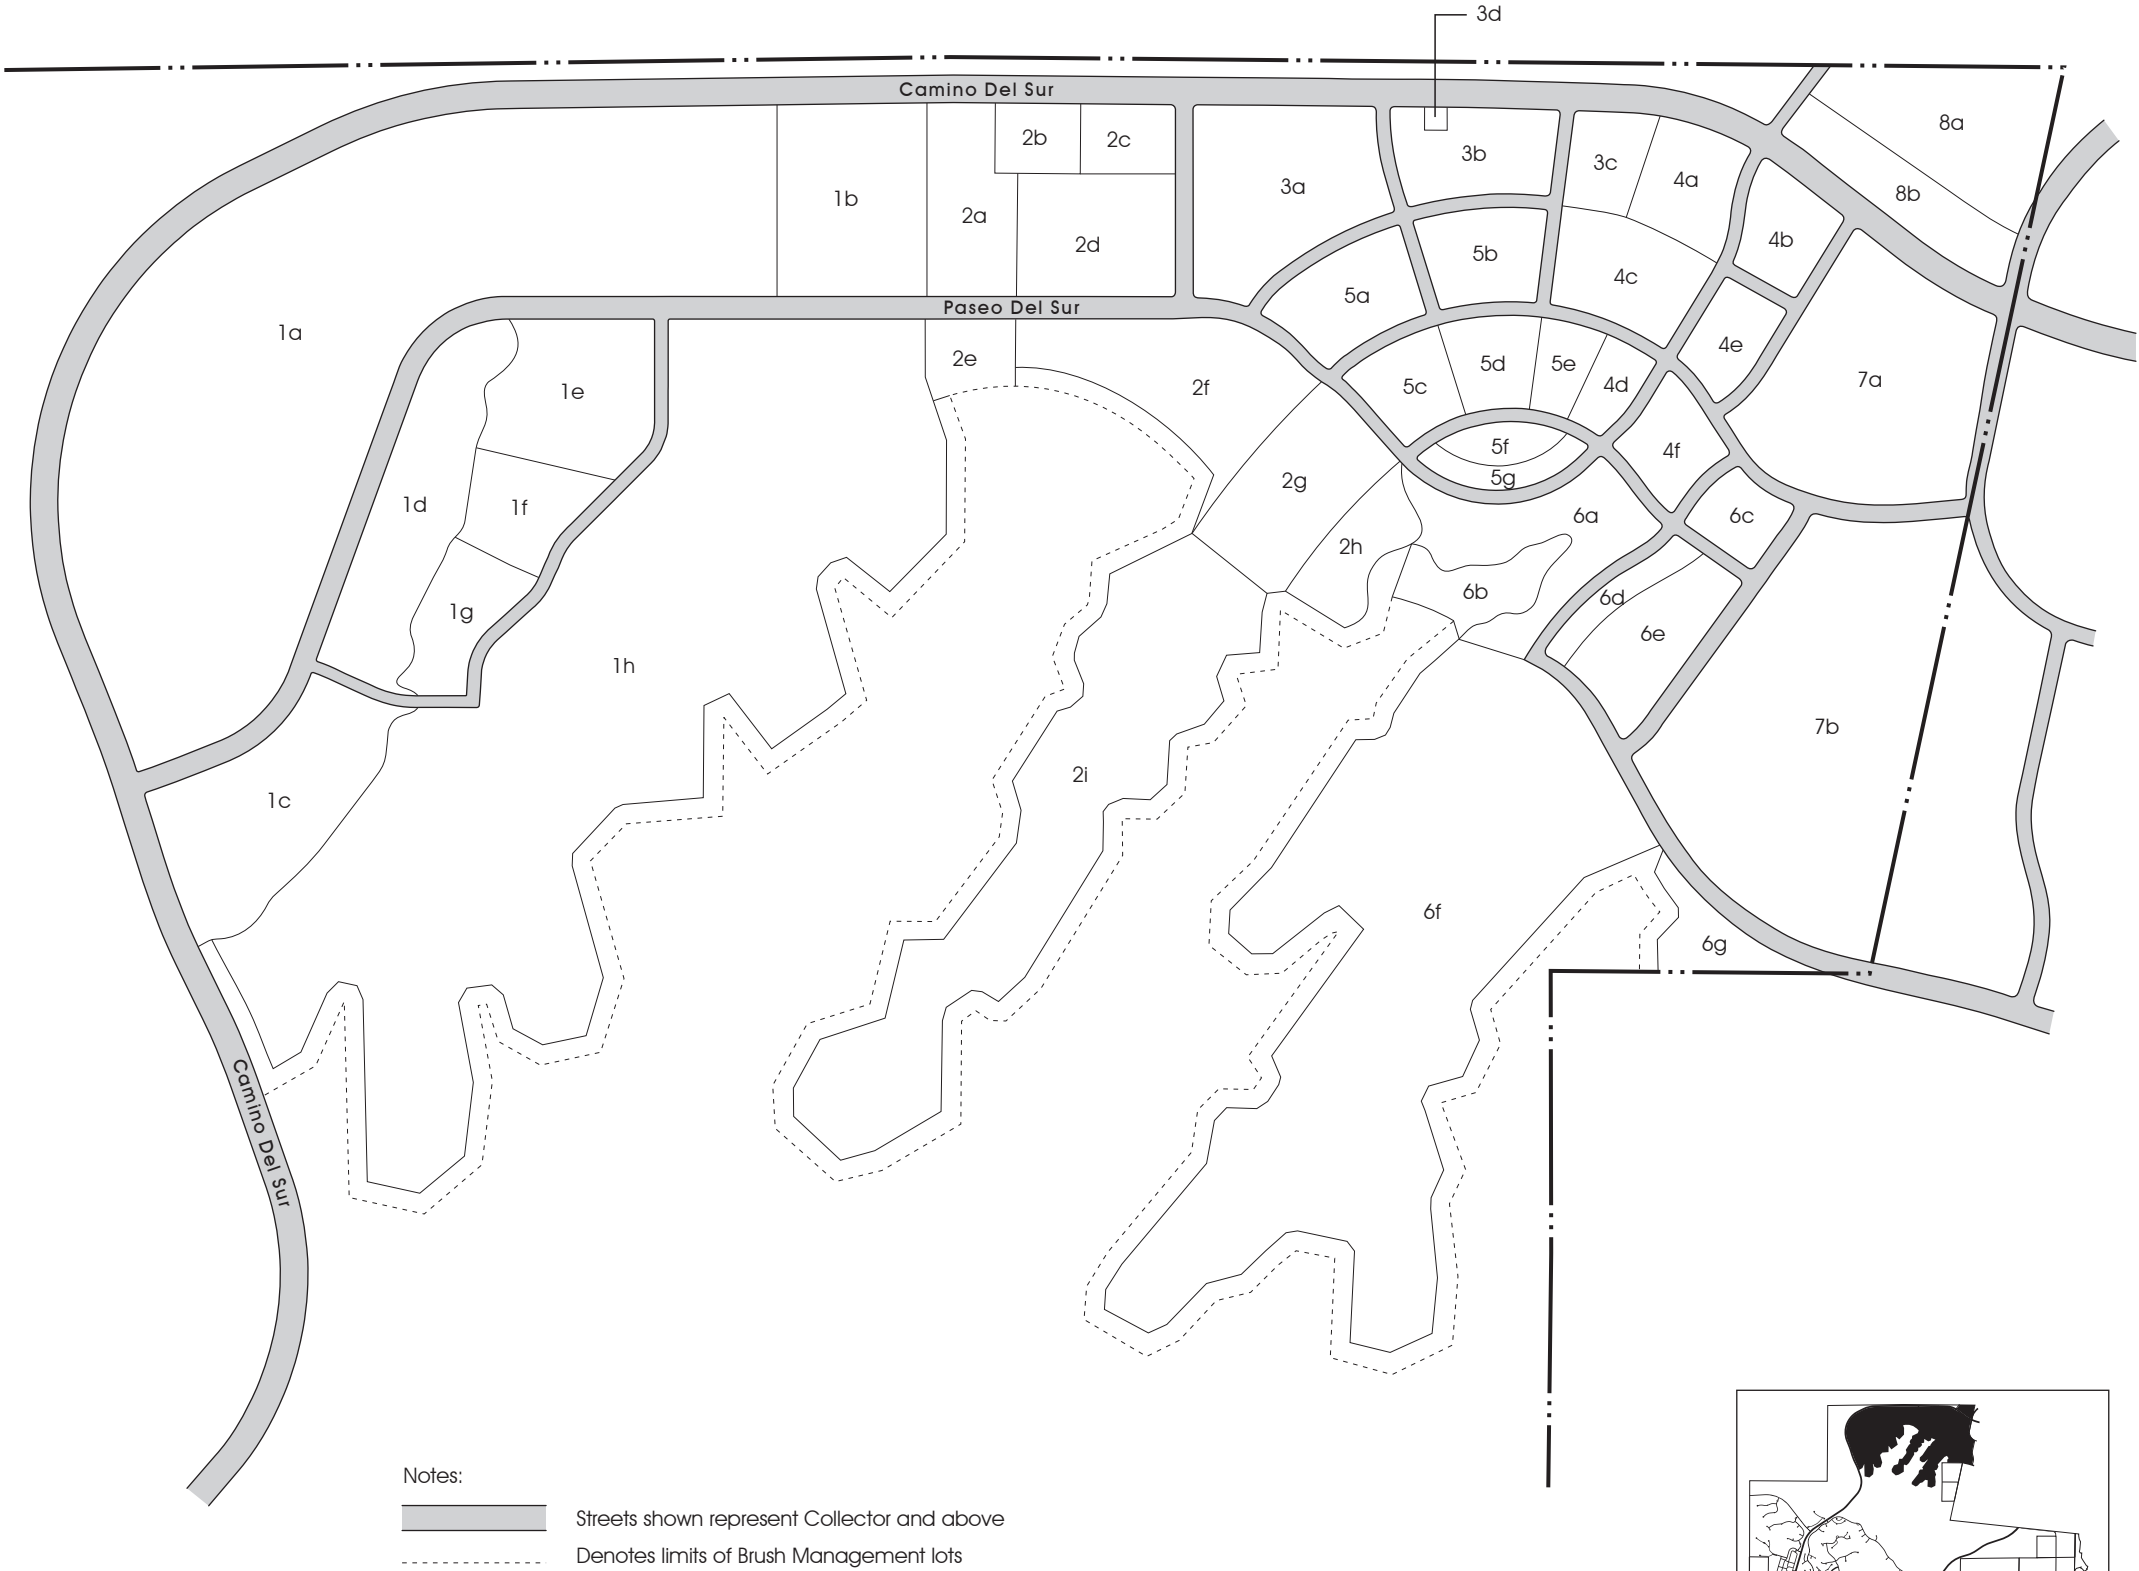 3d
Camino Del Sur
8a
2b
2c
3b
3c
4a
8b
1b
3a
2a
4b
2d
5b
4c
5a
Paseo Del Sur
1a
2e
4e
5d
5e
7a
4d
5c
2f
1e
5f
4f
5g
2g
1d
1f
6a
6c
2h
6b
6d
1g
6e
1h
7b
2i
1c
6f
6g
Camino Del Sur
Notes:
Streets shown represent Collector and above
Denotes limits of Brush Management lots